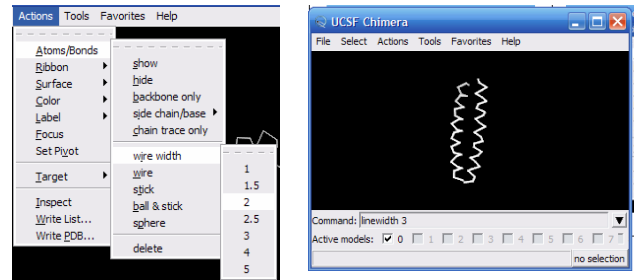 Actions Tools Favorites Help
Atoms/Bonds
Ribbon
Surface
Color
Label
Focus
Set Pivot
Target
Inspect
Write List...
Write PDB...
show
hide
backbone only
side chain/base
chain trace only
wire width
wire
stick
ball & stick
sphere
delete
1
1.5
2
2.5
3
4
5
UCSF Chimera
File Select Actions Tools Favorites Help
Command: linewidth 3
Active models: 0 1 2 3 4 5 6 7
no selection